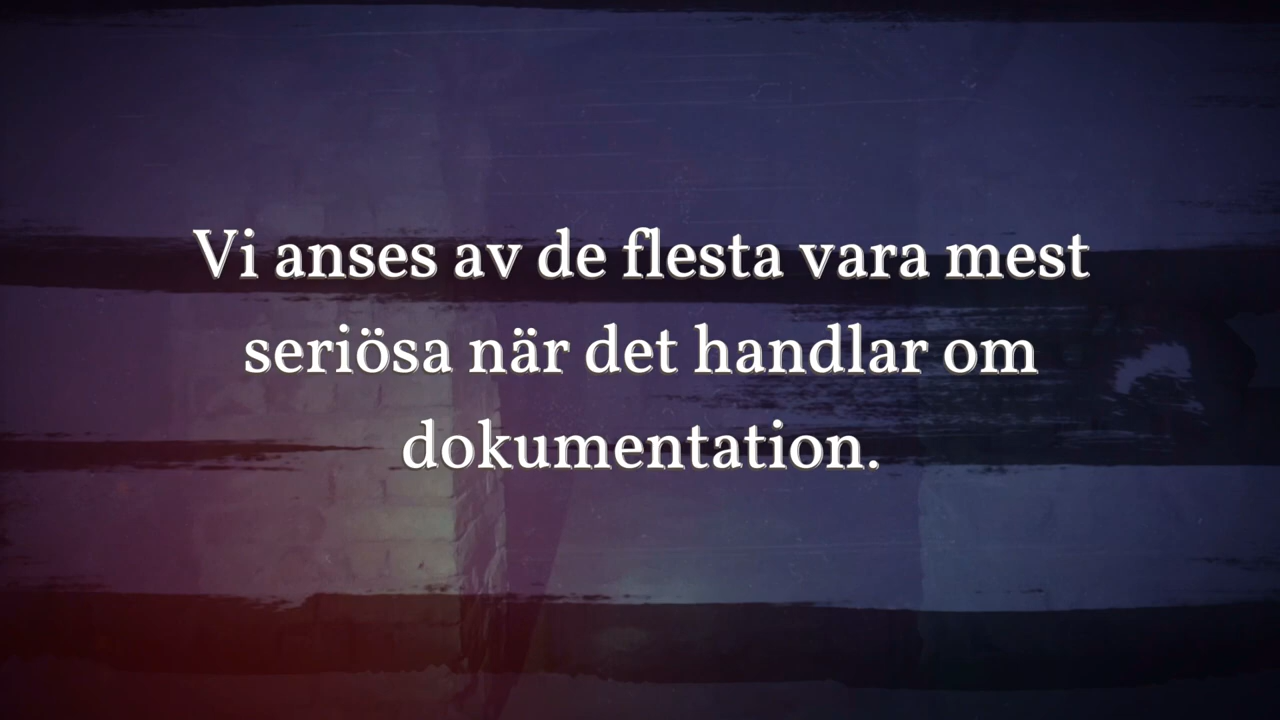 Vi anses av de flesta vara mest
seriösa när det handlar om
dokumentation.